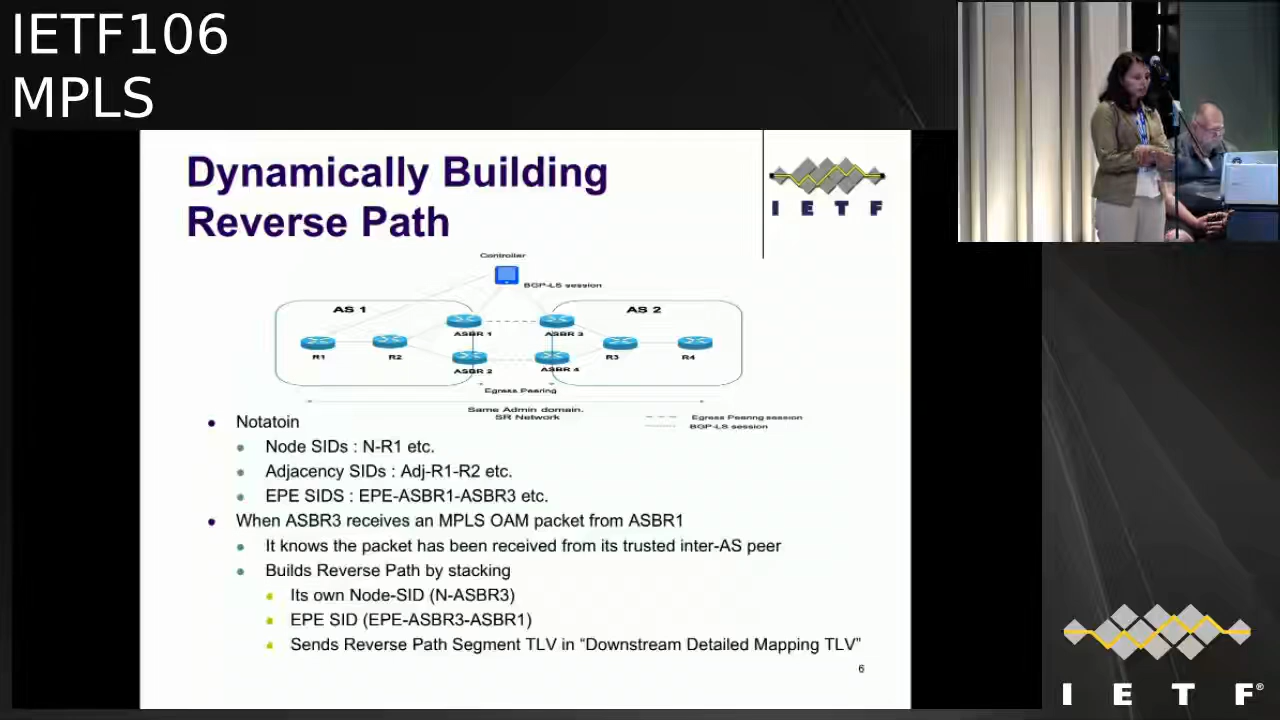 IETF106
MPLS
Dynamically Building
Reverse Path
I E T F
Controller
BGP-LS session
AS 1
AS 2
ASBR 1
ASBR 3
R1
R2
R3
R4
ASBR 2
ASBR 4
Egress Peering
Same Admin domain.
SR Network
Egress Peering session
BGP-LS session
Notatoin
Node SIDs : N-R1 etc.
Adjacency SIDs : Adj-R1-R2 etc.
EPE SIDS : EPE-ASBR1-ASBR3 etc.
When ASBR3 receives an MPLS OAM packet from ASBR1
It knows the packet has been received from its trusted inter-AS peer
Builds Reverse Path by stacking
Its own Node-SID (N-ASBR3)
EPE SID (EPE-ASBR3-ASBR1)
Sends Reverse Path Segment TLV in “Downstream Detailed Mapping TLV”
6
I E T F®